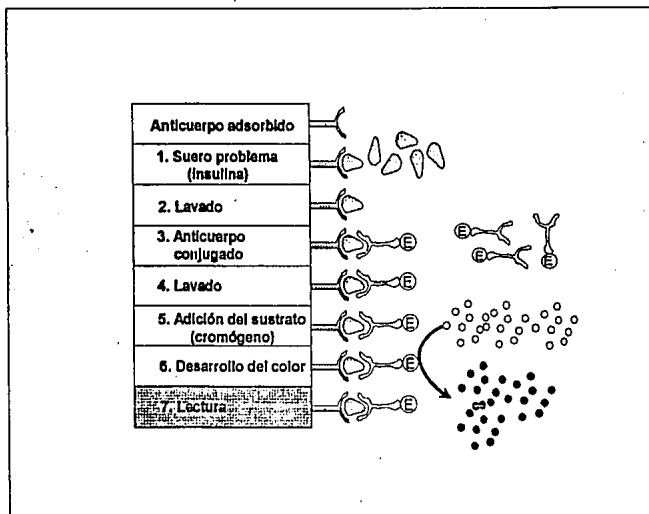 Anticuerpo adsorbido
1. Suero problema
(insulina)
2. Lavado
3. Anticuerpo
conjugado
E
E
E
4. Lavado
E
E
5. Adición del sustrato
(cromógeno)
E
6. Desarrollo del color
E
7. Lectura
E